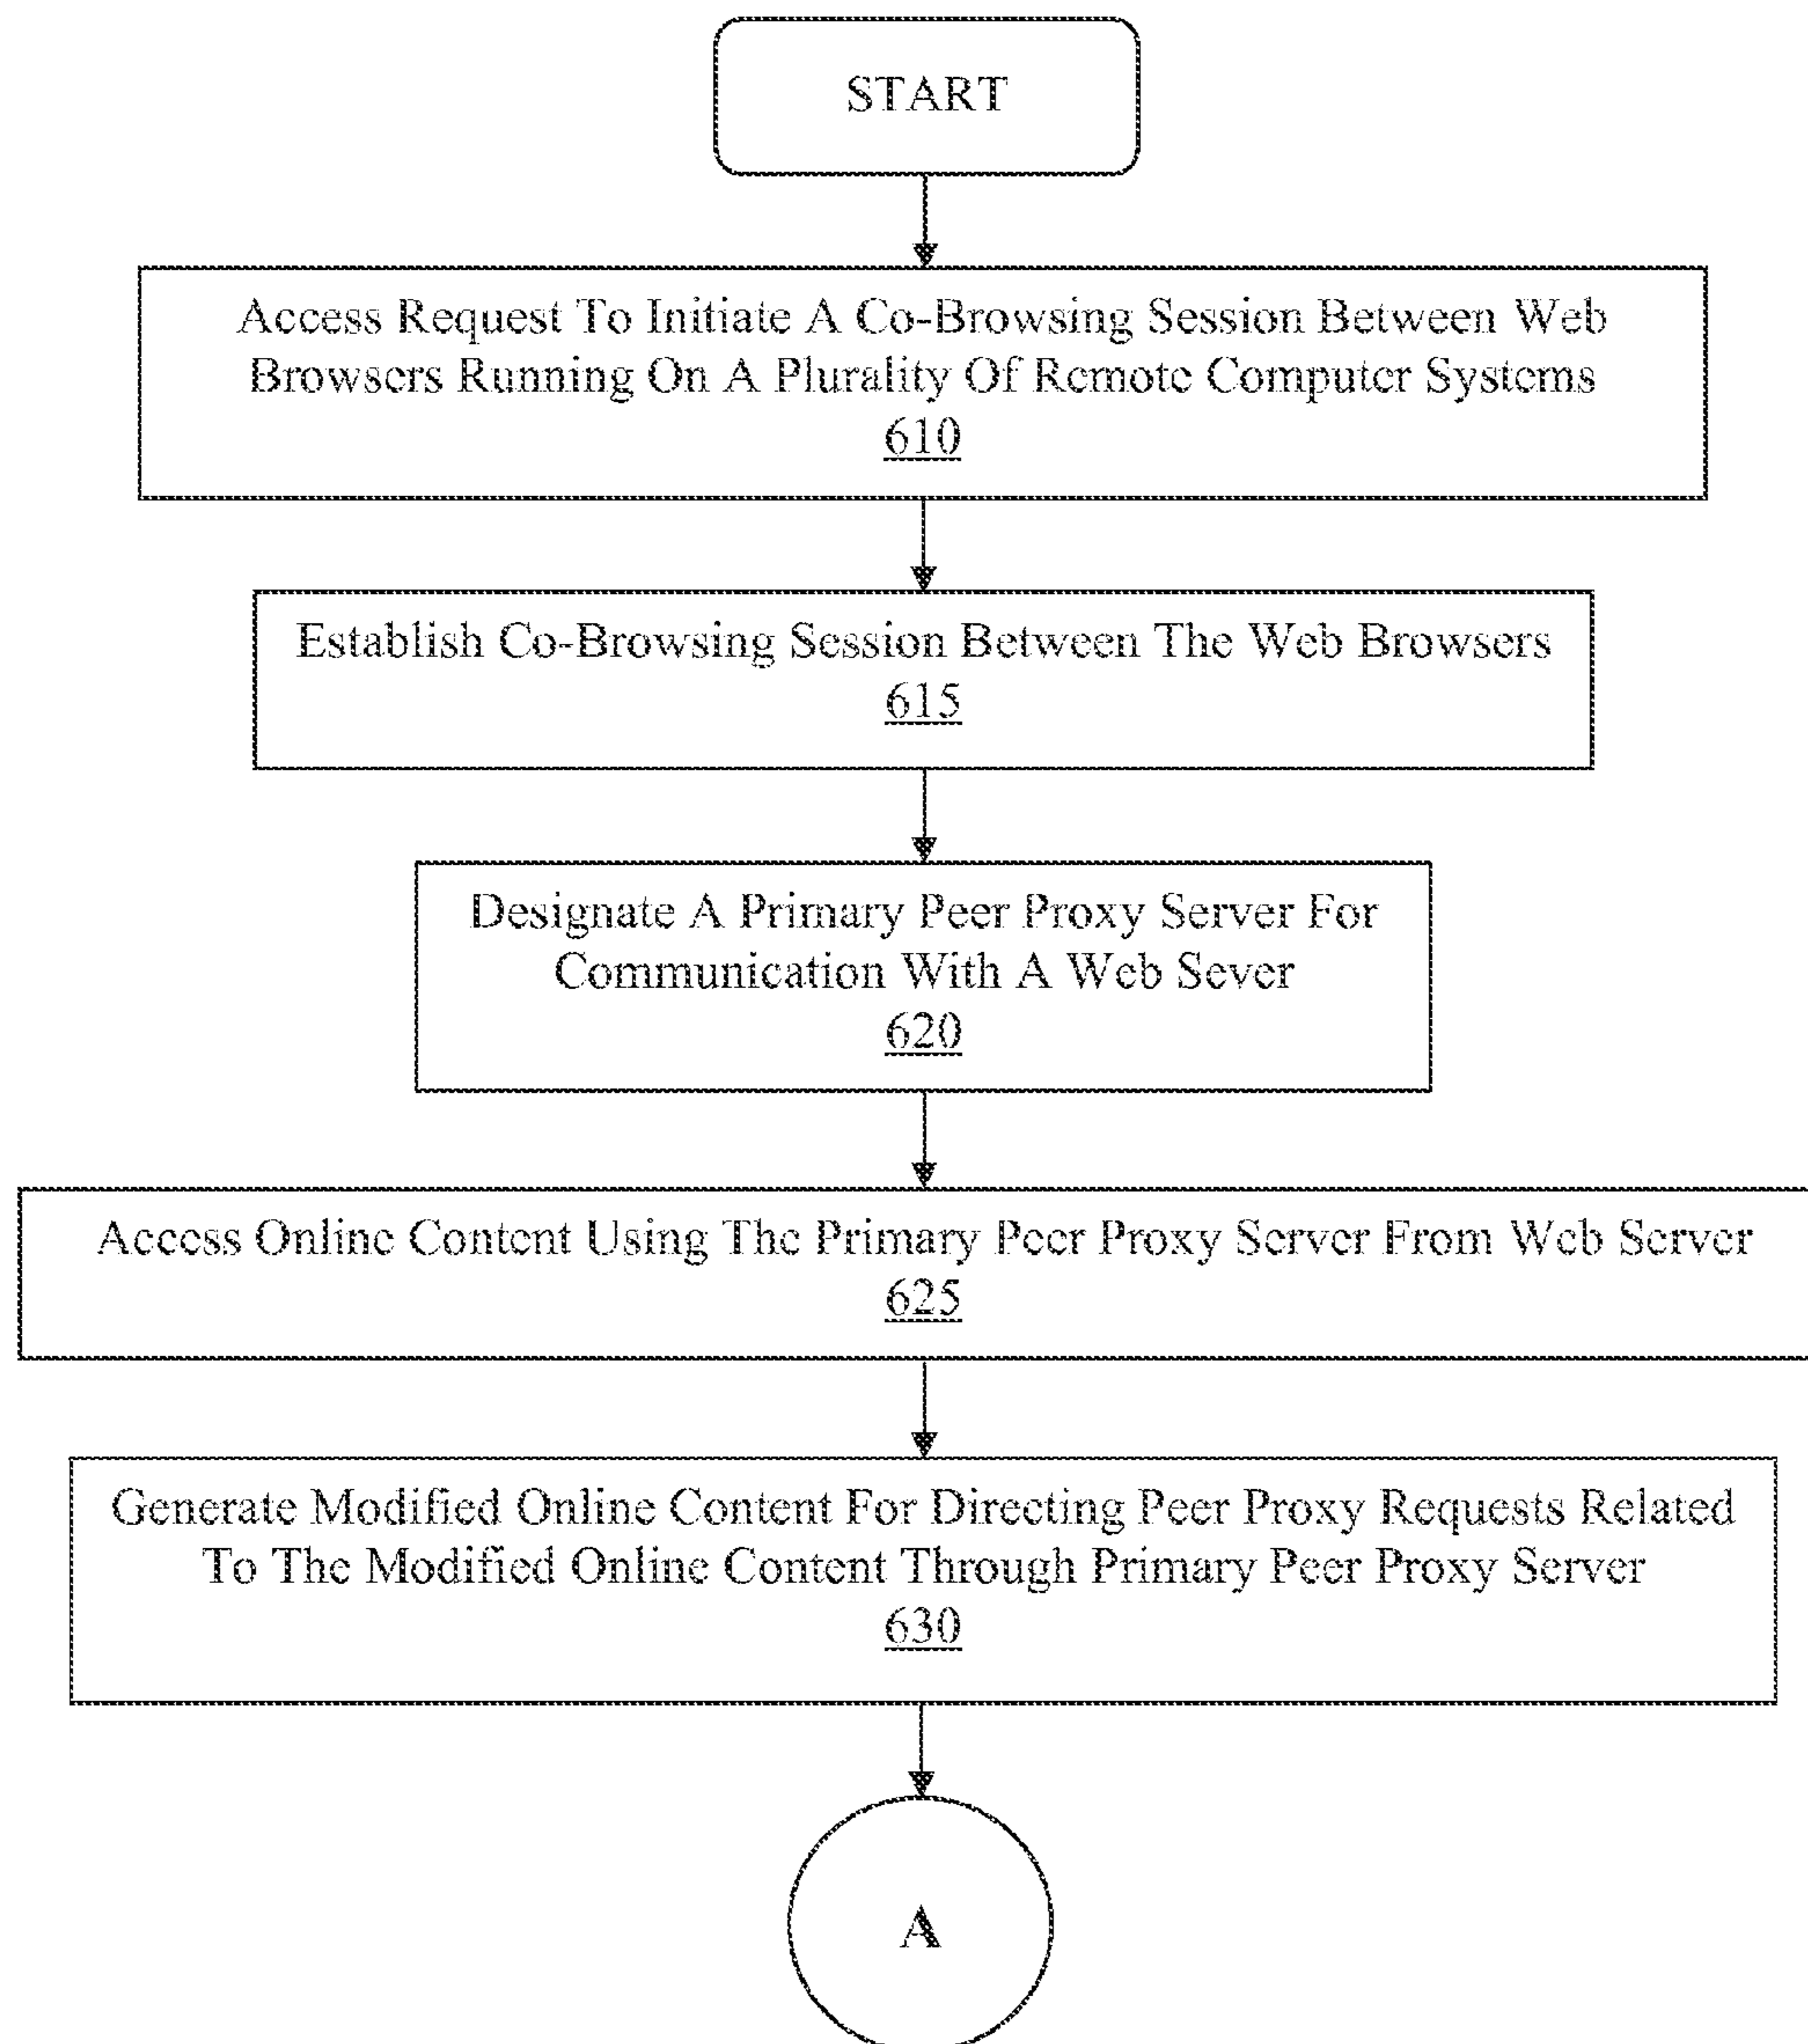 START
Access Request To Initiate A Co-Browsing Session Between Web
Browsers Running On A Plurality Of Remote Computer Systems
610
Establish Co-Browsing Session Between The Web Browsers
615
Designate A Primary Peer Proxy Server For
Communication With A Web Sever
620
Access Online Content Using The Primary Peer Proxy Server From Web Server
625
Generate Modified Online Content For Directing Peer Proxy Requests Related
To The Modified Online Content Through Primary Peer Proxy Server
630
A